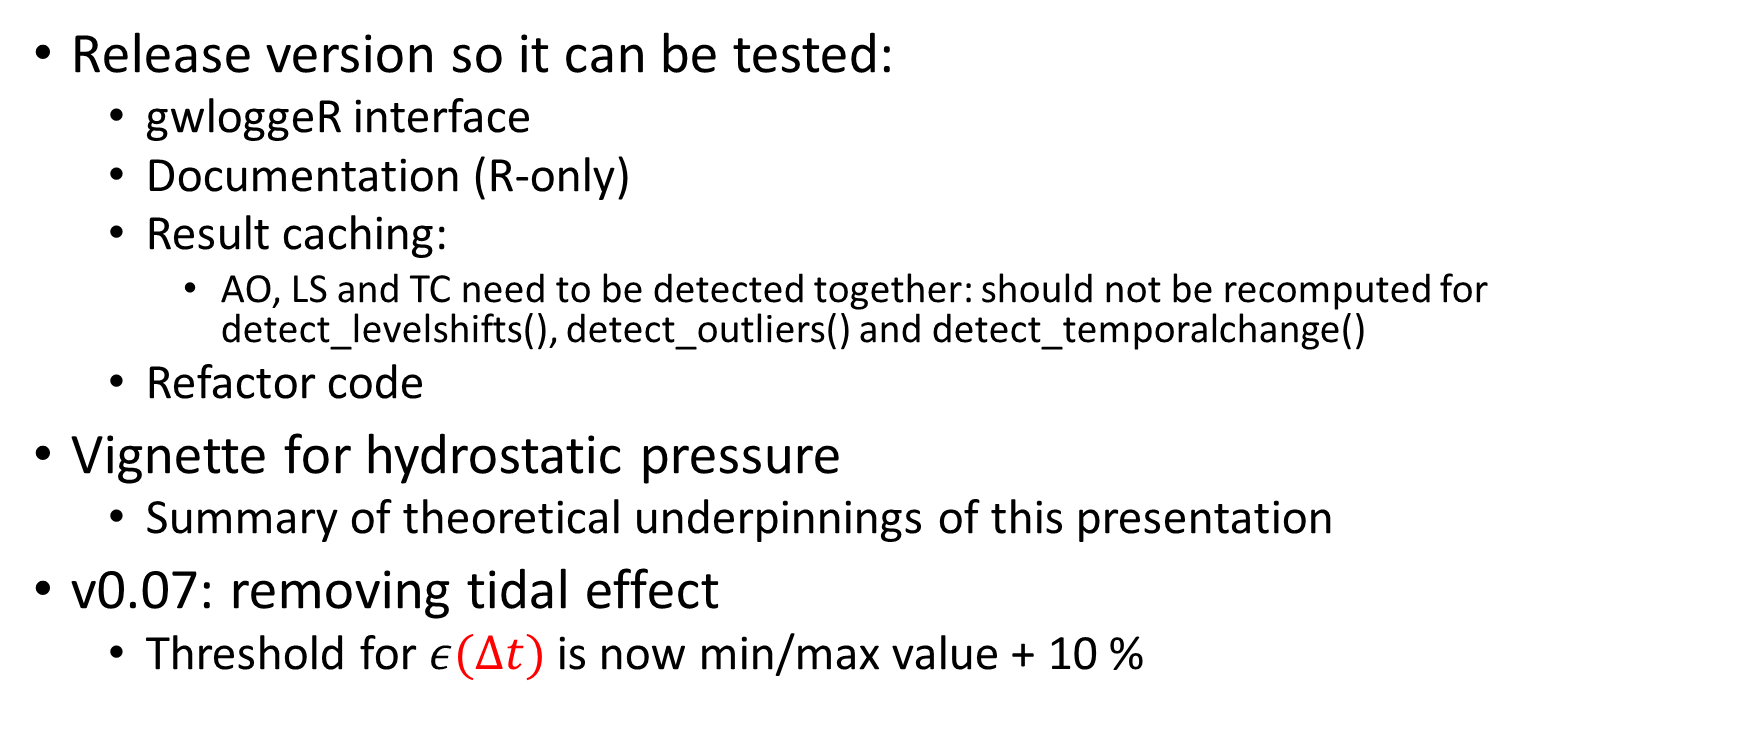 • Release version so it can be tested:
• gwloggeR interface
• Documentation (R-only)
• Result caching:
• AO, LS and TC need to be detected together: should not be recomputed for
detect_levelshifts(), detect_outliers() and detect_temporalchange()
• Refactor code
• Vignette for hydrostatic pressure
• Summary of theoretical underpinnings of this presentation
• v0.07: removing tidal effect
• Threshold for ϵ(Δt) is now min/max value + 10 %